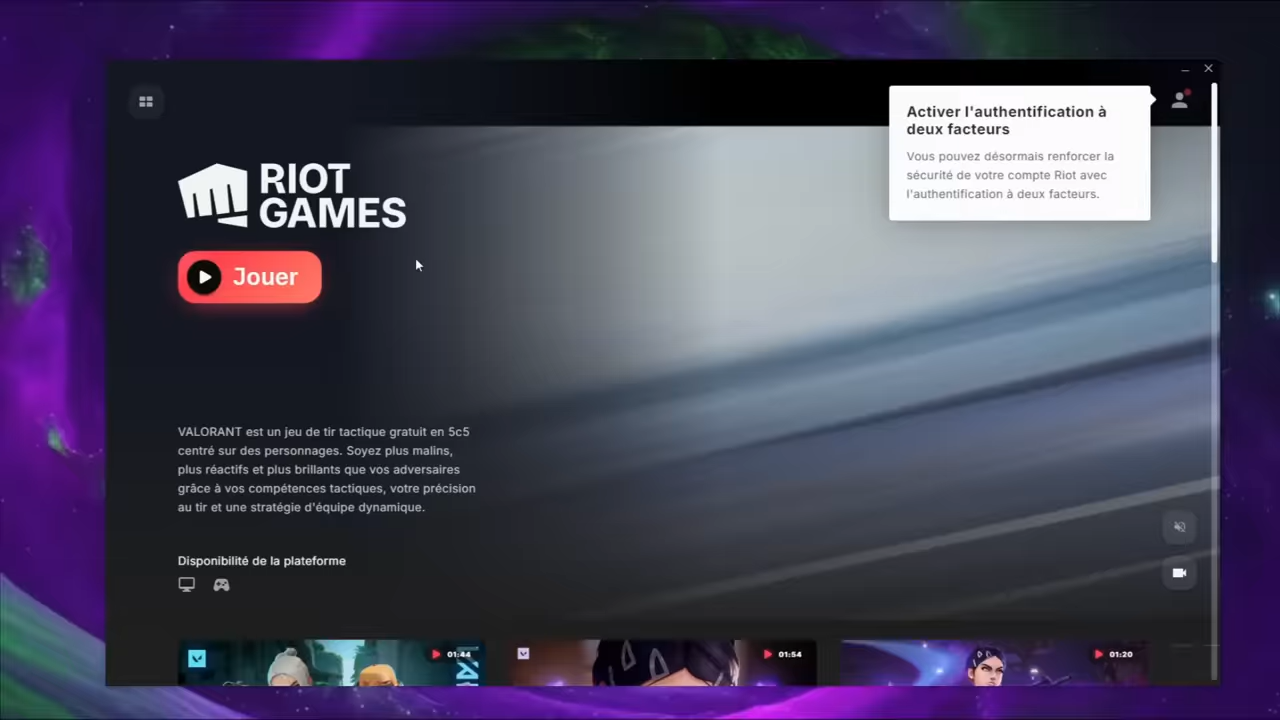 Activer l'authentification à
deux facteurs
Vous pouvez désormais renforcer la
sécurité de votre compte Riot avec
l'authentification à deux facteurs.
RIOT
GAMES
Jouer
VALORANT est un jeu de tir tactique gratuit en 5c5
centré sur des personnages. Soyez plus malins,
plus réactifs et plus brillants que vos adversaires
grâce à vos compétences tactiques, votre précision
au tir et une stratégie d'équipe dynamique.
Disponibilité de la plateforme
01:44
01:54
01:20